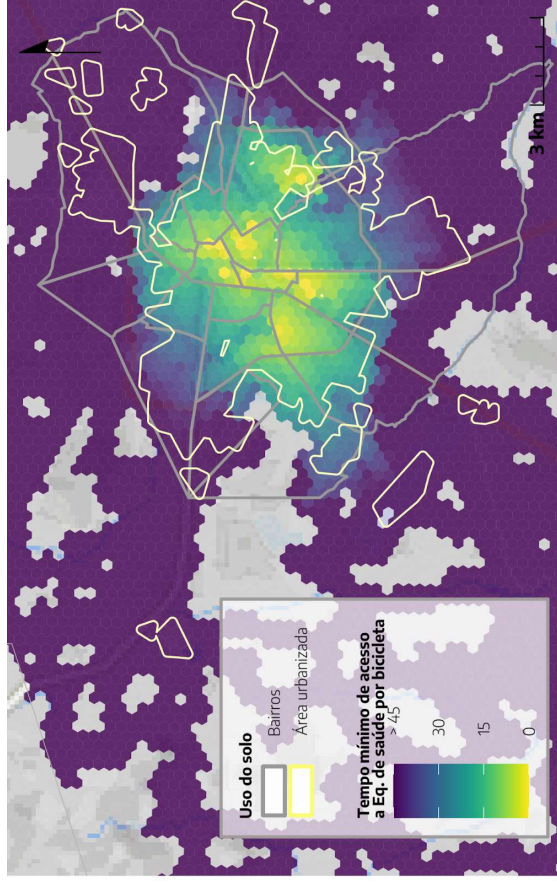 Uso do solo
Bairros
Área urbanizada
Tempo mínimo de acesso
a Eq. de saúde por bicicleta
> 45
30
15
0
3 km